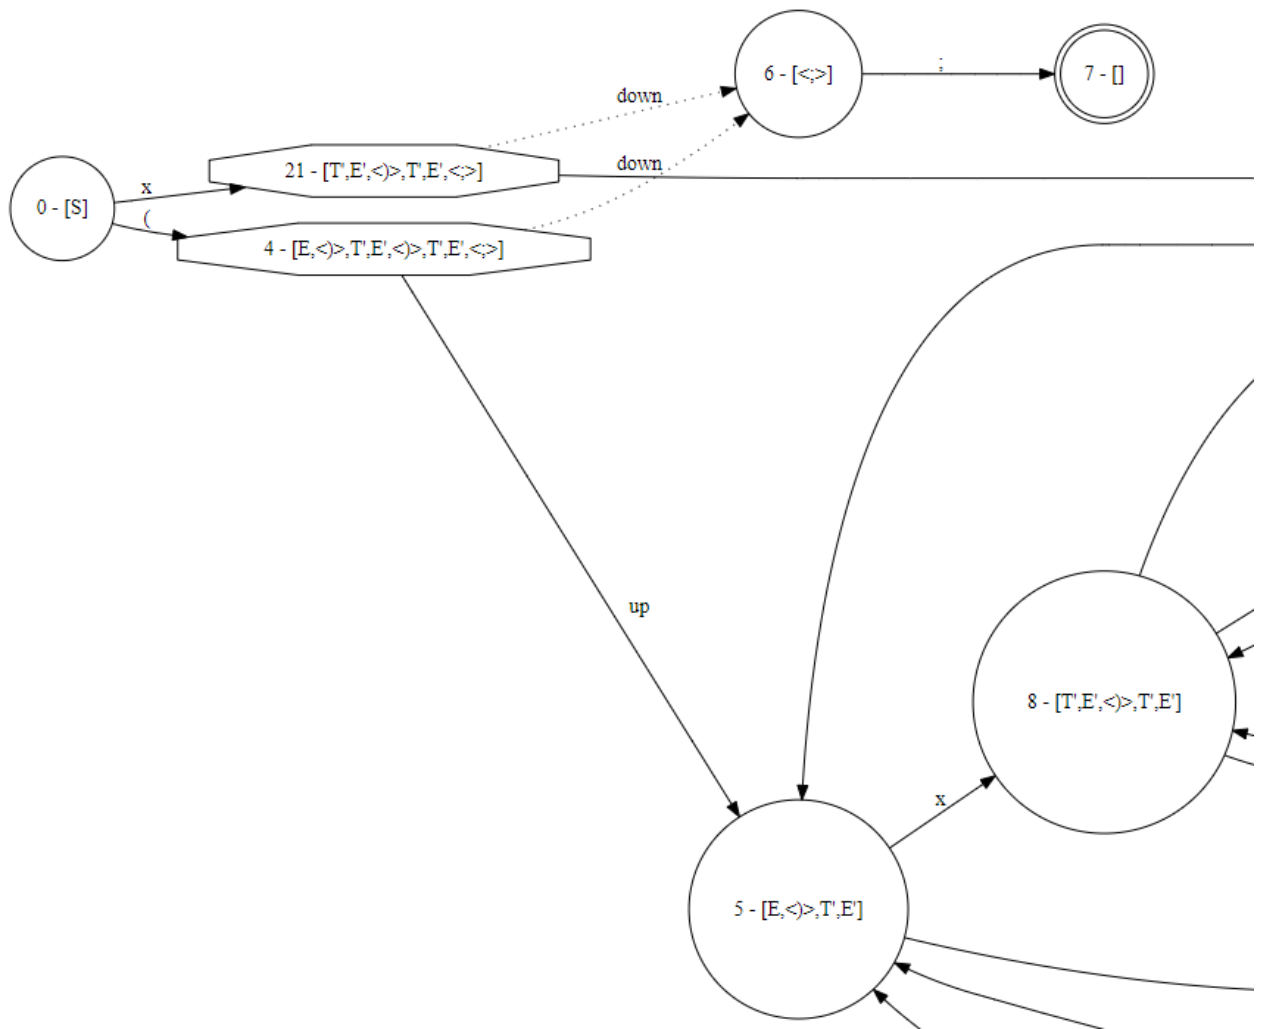 6 - [<;>]
;
7 - []
down
down
21 - [T',E',<)>,T',E',<;>]
x
0 - [S]
(
4 - [E,<)>,T',E',<)>,T',E',<;>]
up
8 - [T',E',<)>,T',E']
x
5 - [E,<)>,T',E']